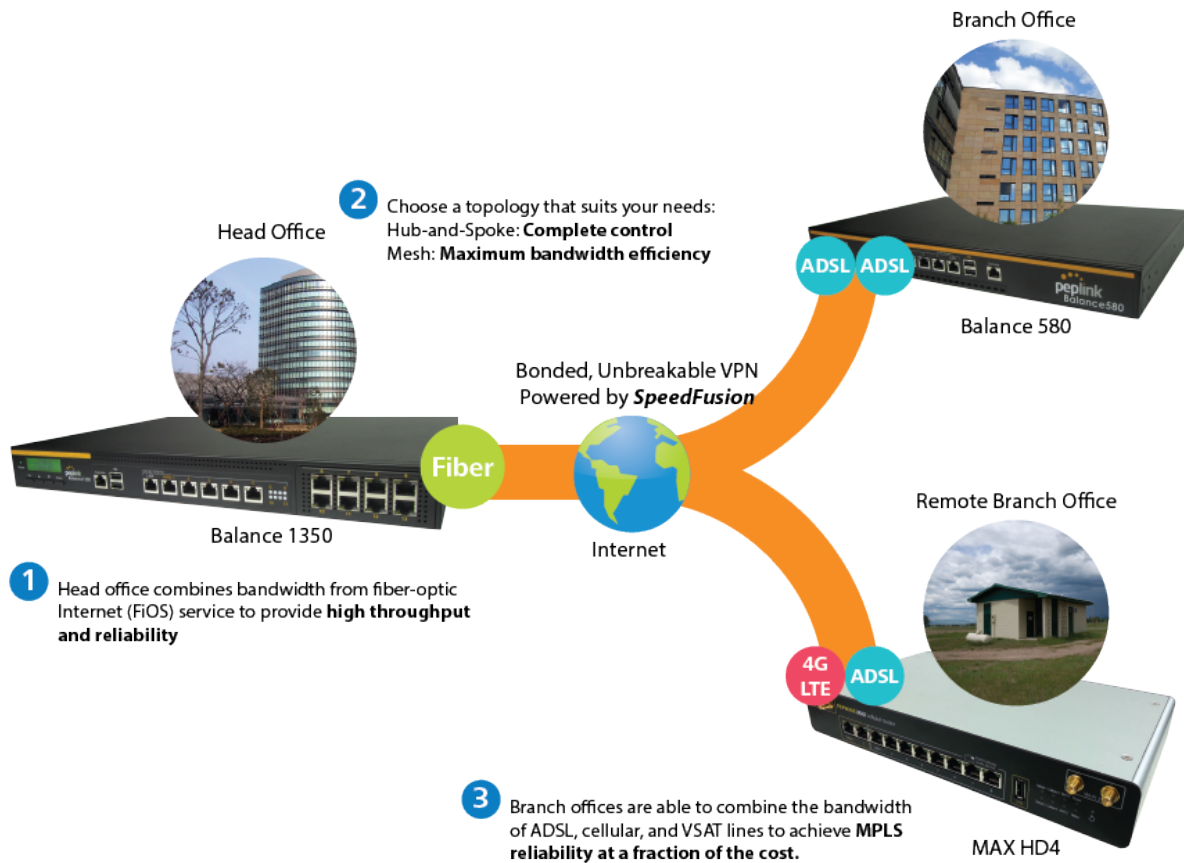 Branch Office
2
Choose a topology that suits your needs:
Hub-and-Spoke: Complete control
Mesh: Maximum bandwidth efficiency
Head Office
ADSL
ADSL
peplink
Balance580
Balance 580
Bonded, Unbreakable VPN
Powered by SpeedFusion
Fiber
peplink
Balance 1350
Internet
Remote Branch Office
1
Head office combines bandwidth from fiber-optic
Internet (FiOS) service to provide high throughput
and reliability
4G
LTE
ADSL
3
Branch offices are able to combine the bandwidth
of ADSL, cellular, and VSAT lines to achieve MPLS
reliability at a fraction of the cost.
MAX HD4